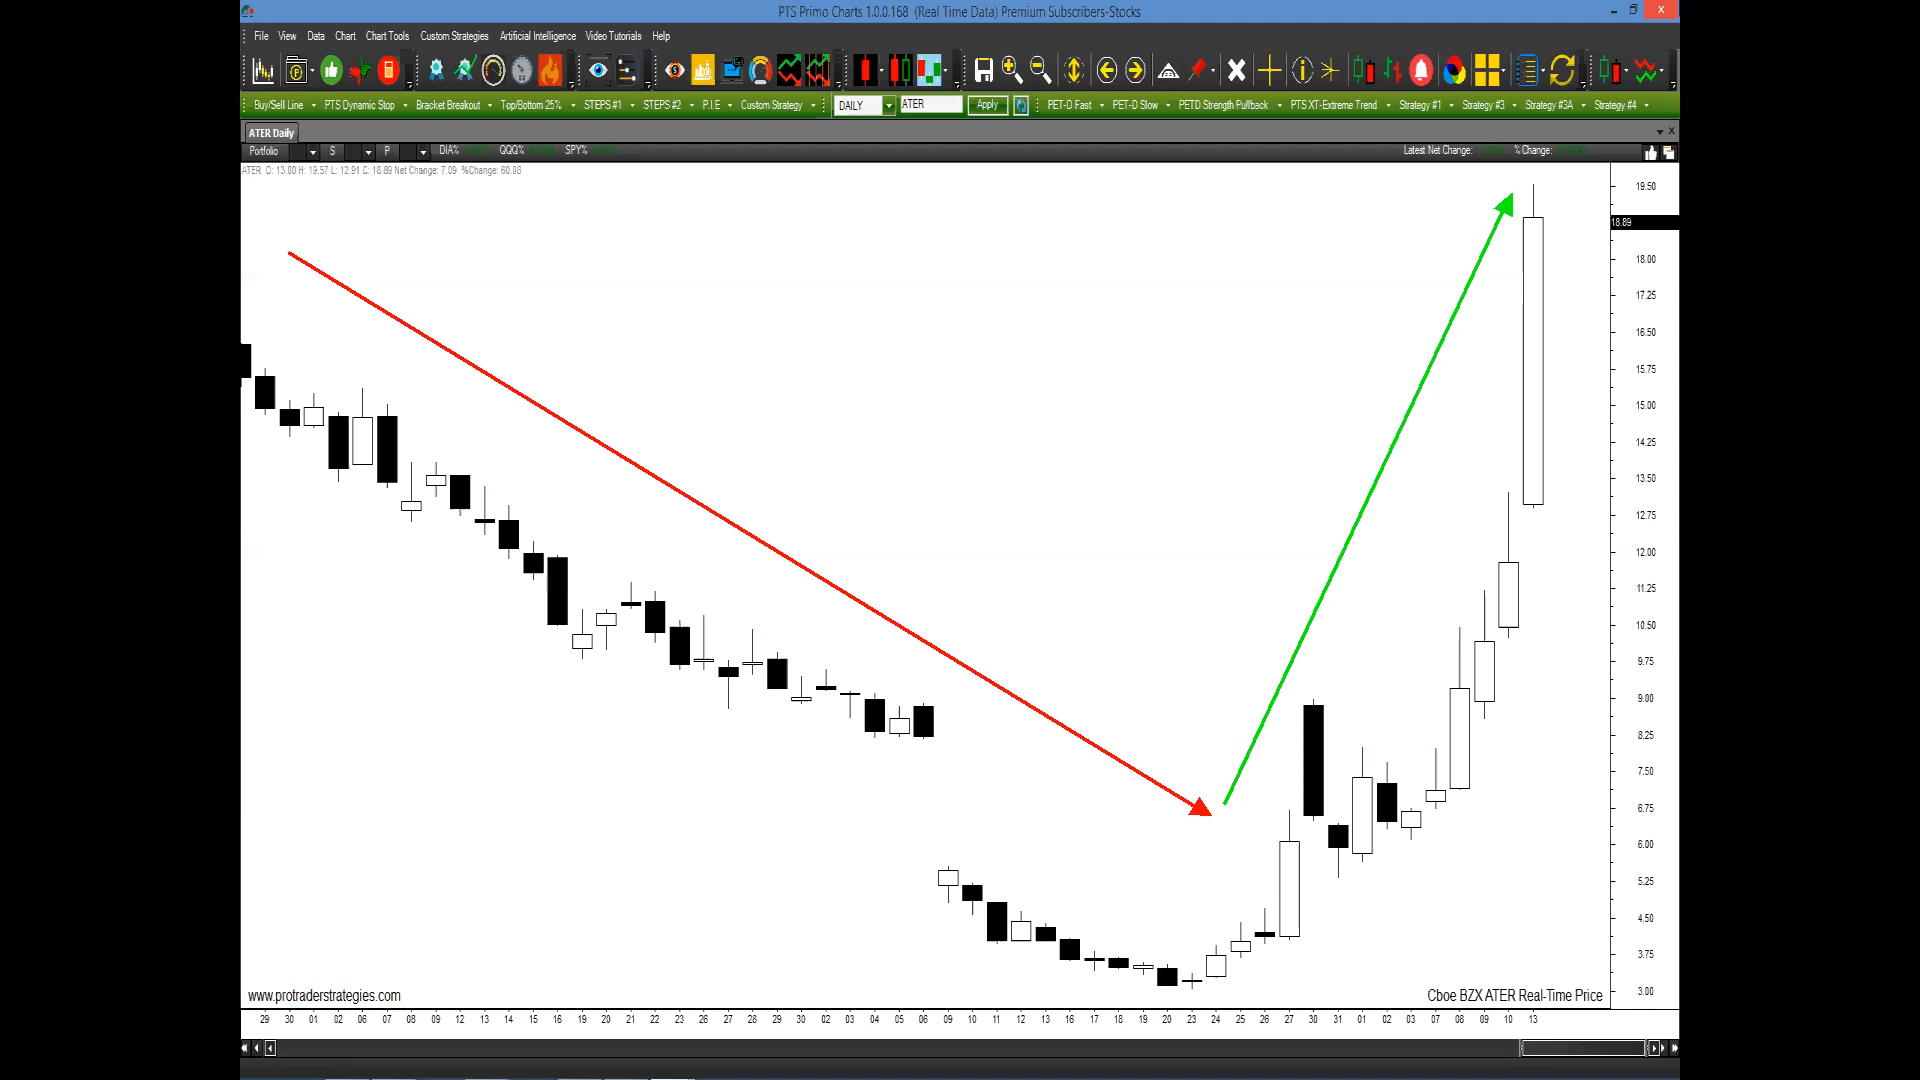 PTS Primo Charts 1.0.0.168 (Real Time Data) Premium Subscribers-Stocks
File View Data Chart Chart Tools Custom Strategies Artificial Intelligence Video Tutorials Help
Buy/Sell Line PTS Dynamic Stop Bracket Breakout Top/Bottom 25% STEPS #1 STEPS #2 P.I.E Custom Strategy DAILY ATER Apply PET-D Fast PET-D Slow PETD Strength Pullback PTS XT-Extreme Trend Strategy #1 Strategy #3 Strategy #3A Strategy #4
ATER Daily
Portfolio S P DIA% QQQ% SPY% Latest Net Change: % Change:
ATER O: 13.00 H: 19.57 L: 12.91 C: 18.89 Net Change: 7.09 %Change: 60.08
19.50
18.89
18.00
17.25
16.50
15.75
15.00
14.25
13.50
12.75
12.00
11.25
10.50
9.75
9.00
8.25
7.50
6.75
6.00
5.25
4.50
3.75
3.00
www.protraderstrategies.com Cboe BZX ATER Real-Time Price
29 30 01 02 06 07 08 09 12 13 14 15 16 19 20 21 22 23 26 27 28 29 30 02 03 04 05 06 09 10 11 12 13 16 17 18 19 20 23 24 25 26 27 30 31 01 02 03 07 08 09 10 13